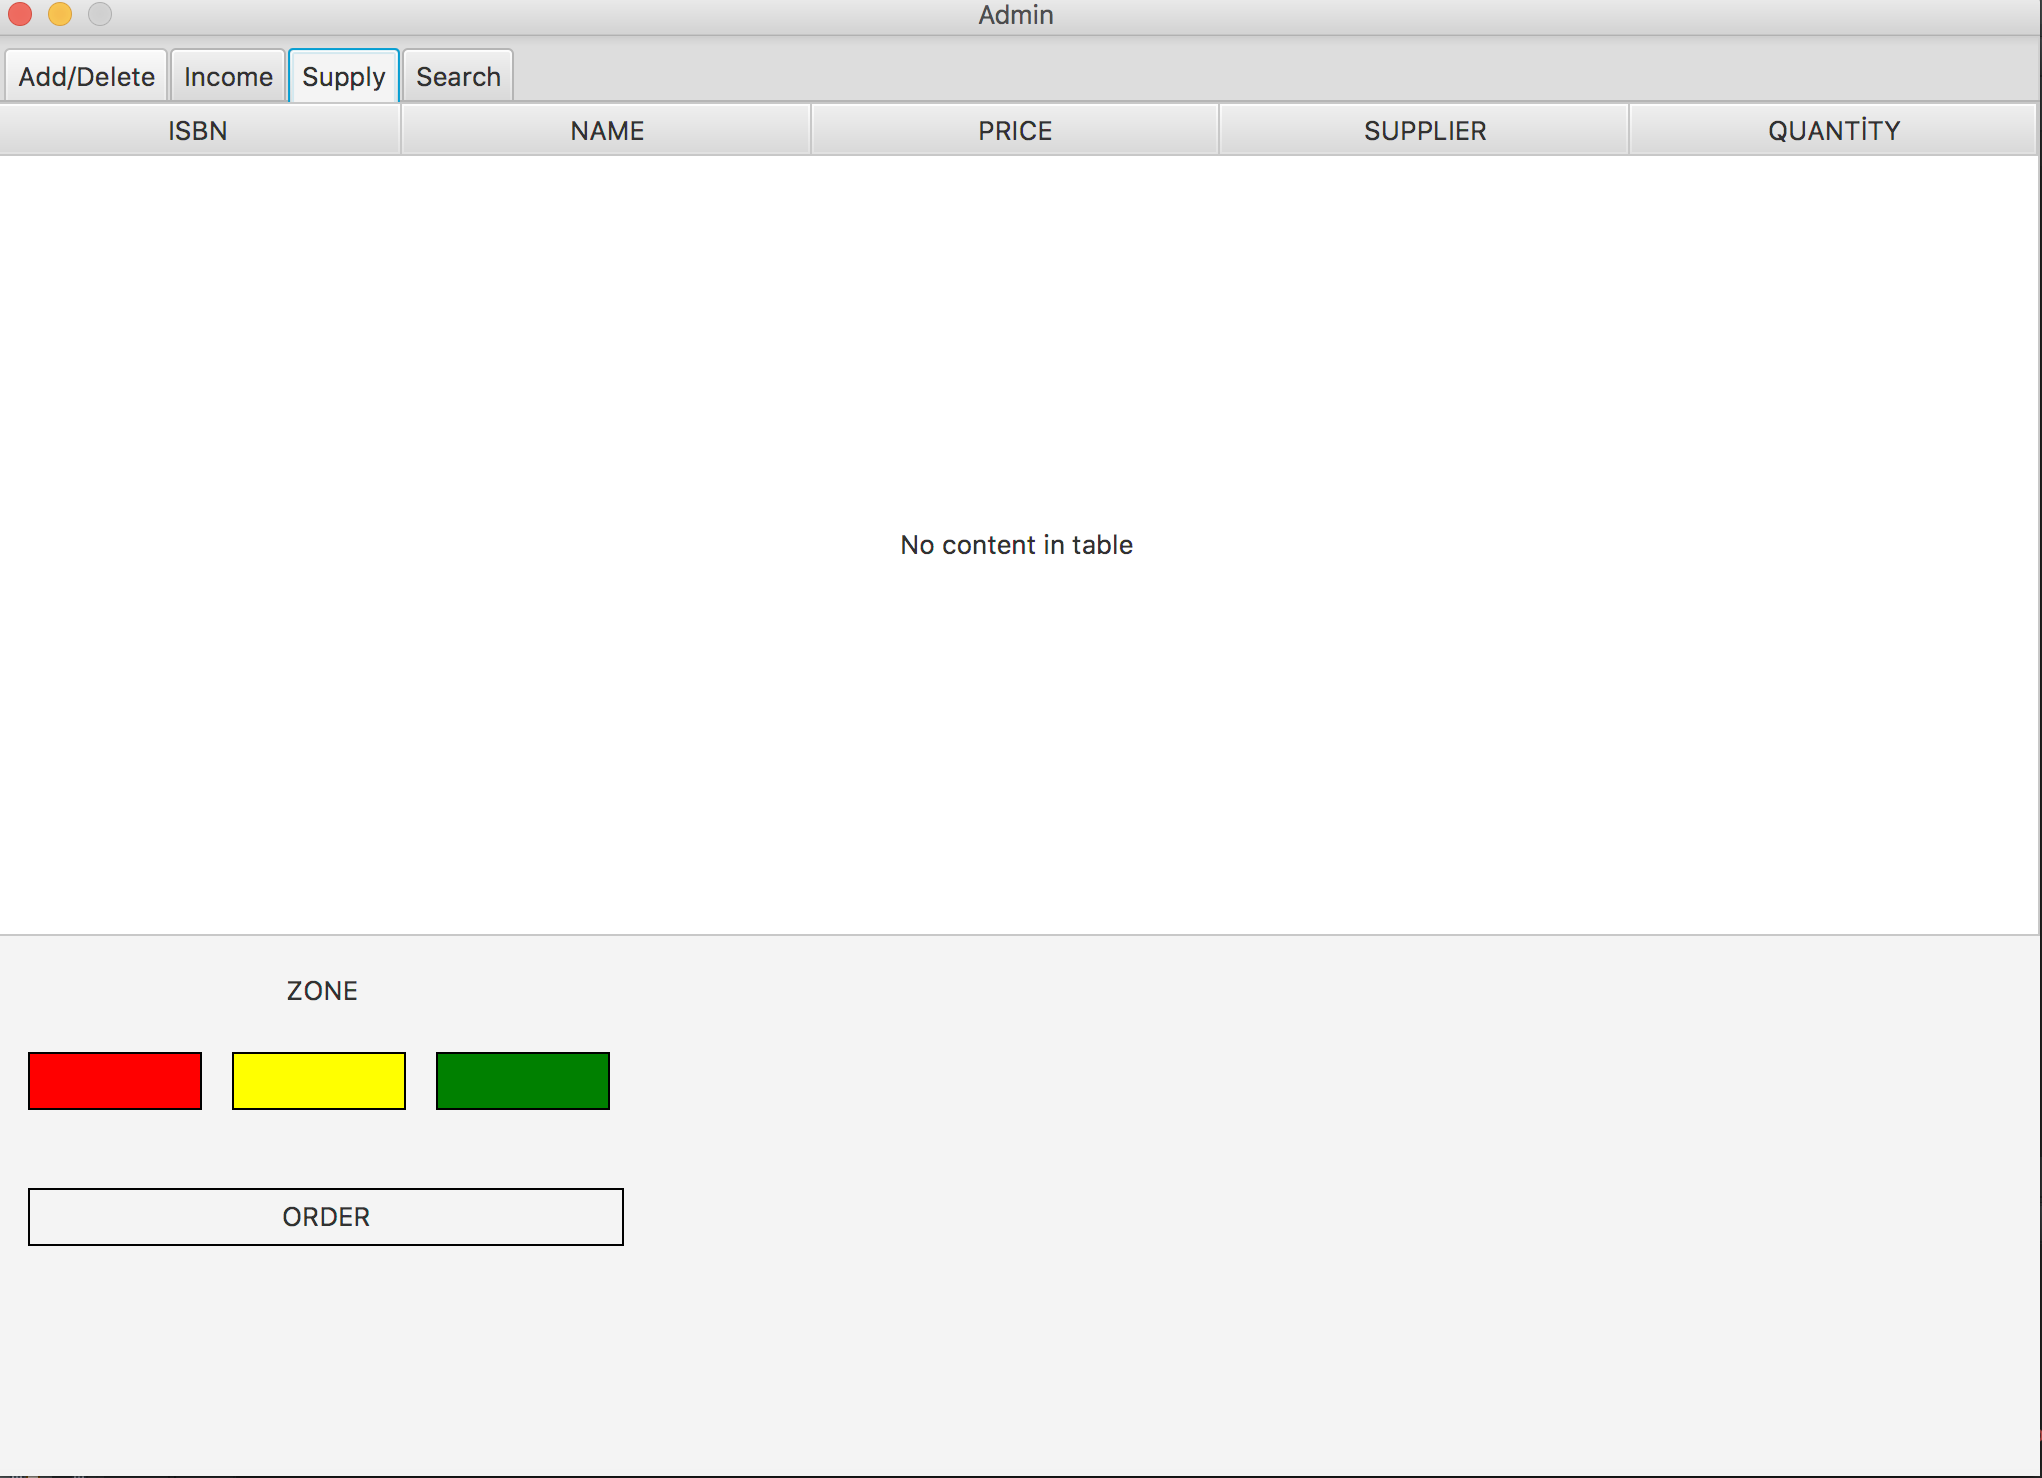 Admin
Add/Delete Income Supply Search
ISBN NAME PRICE SUPPLIER QUANTİTY
No content in table
ZONE
ORDER